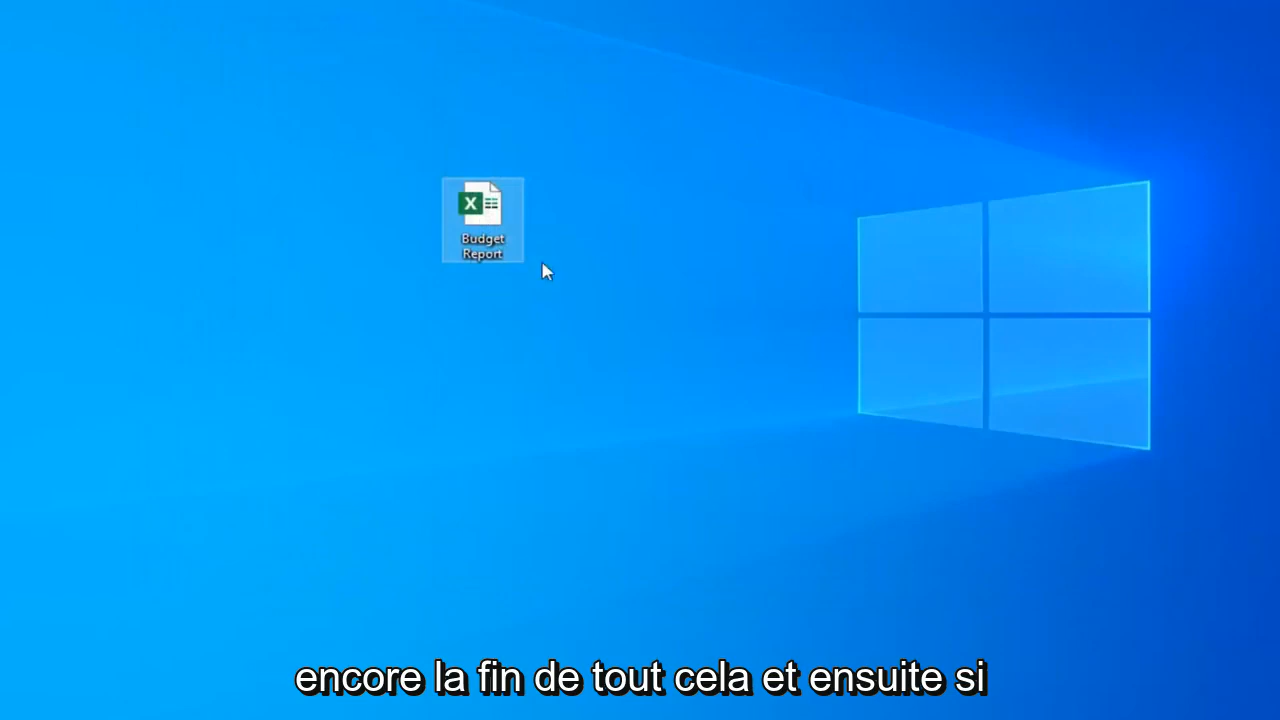 X
Budget
Report
encore la fin de tout cela et ensuite si